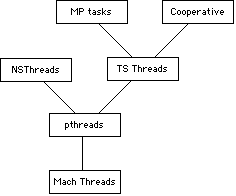 MP tasks
Cooperative
NSThreads
TS Threads
pthreads
Mach Threads